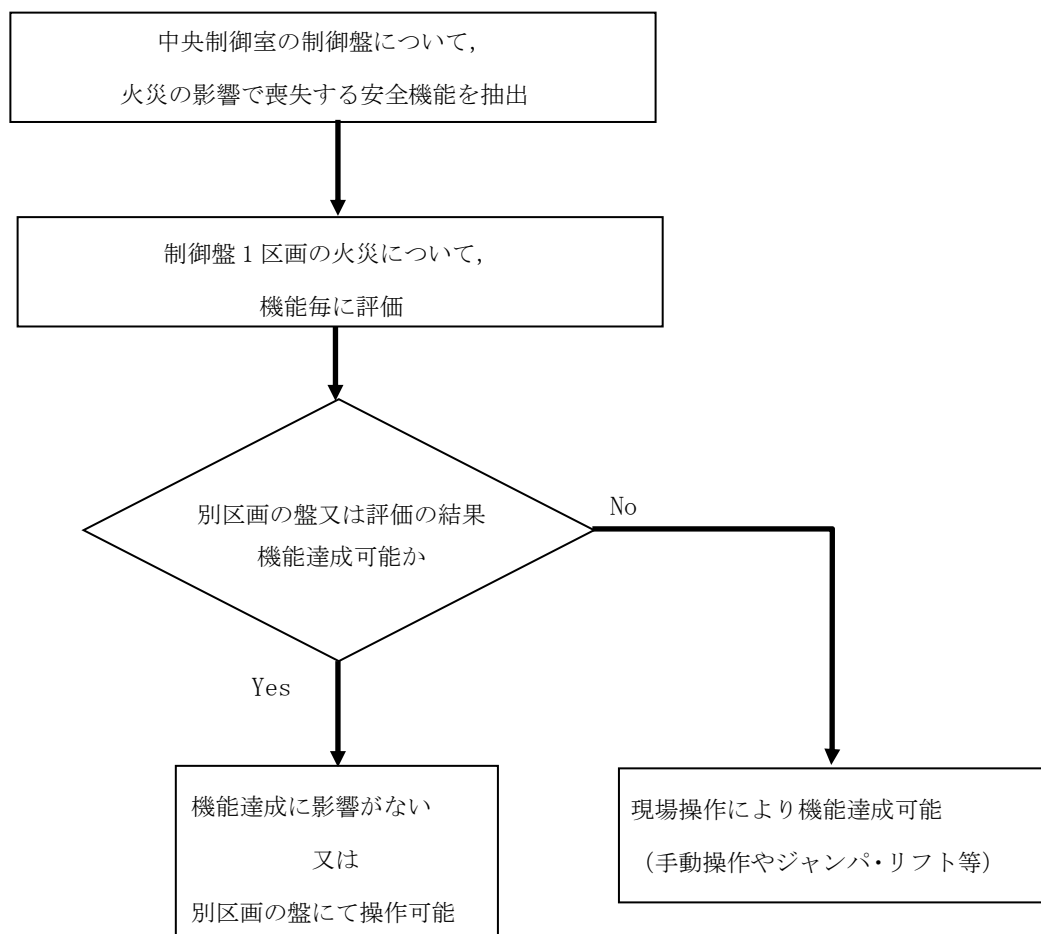 中央制御室の制御盤について,
火災の影響で喪失する安全機能を抽出
制御盤1区画の火災について,
機能毎に評価
別区画の盤又は評価の結果
機能達成可能か
No
Yes
機能達成に影響がない
又は
別区画の盤にて操作可能
現場操作により機能達成可能
（手動操作やジャンパ・リフト等）